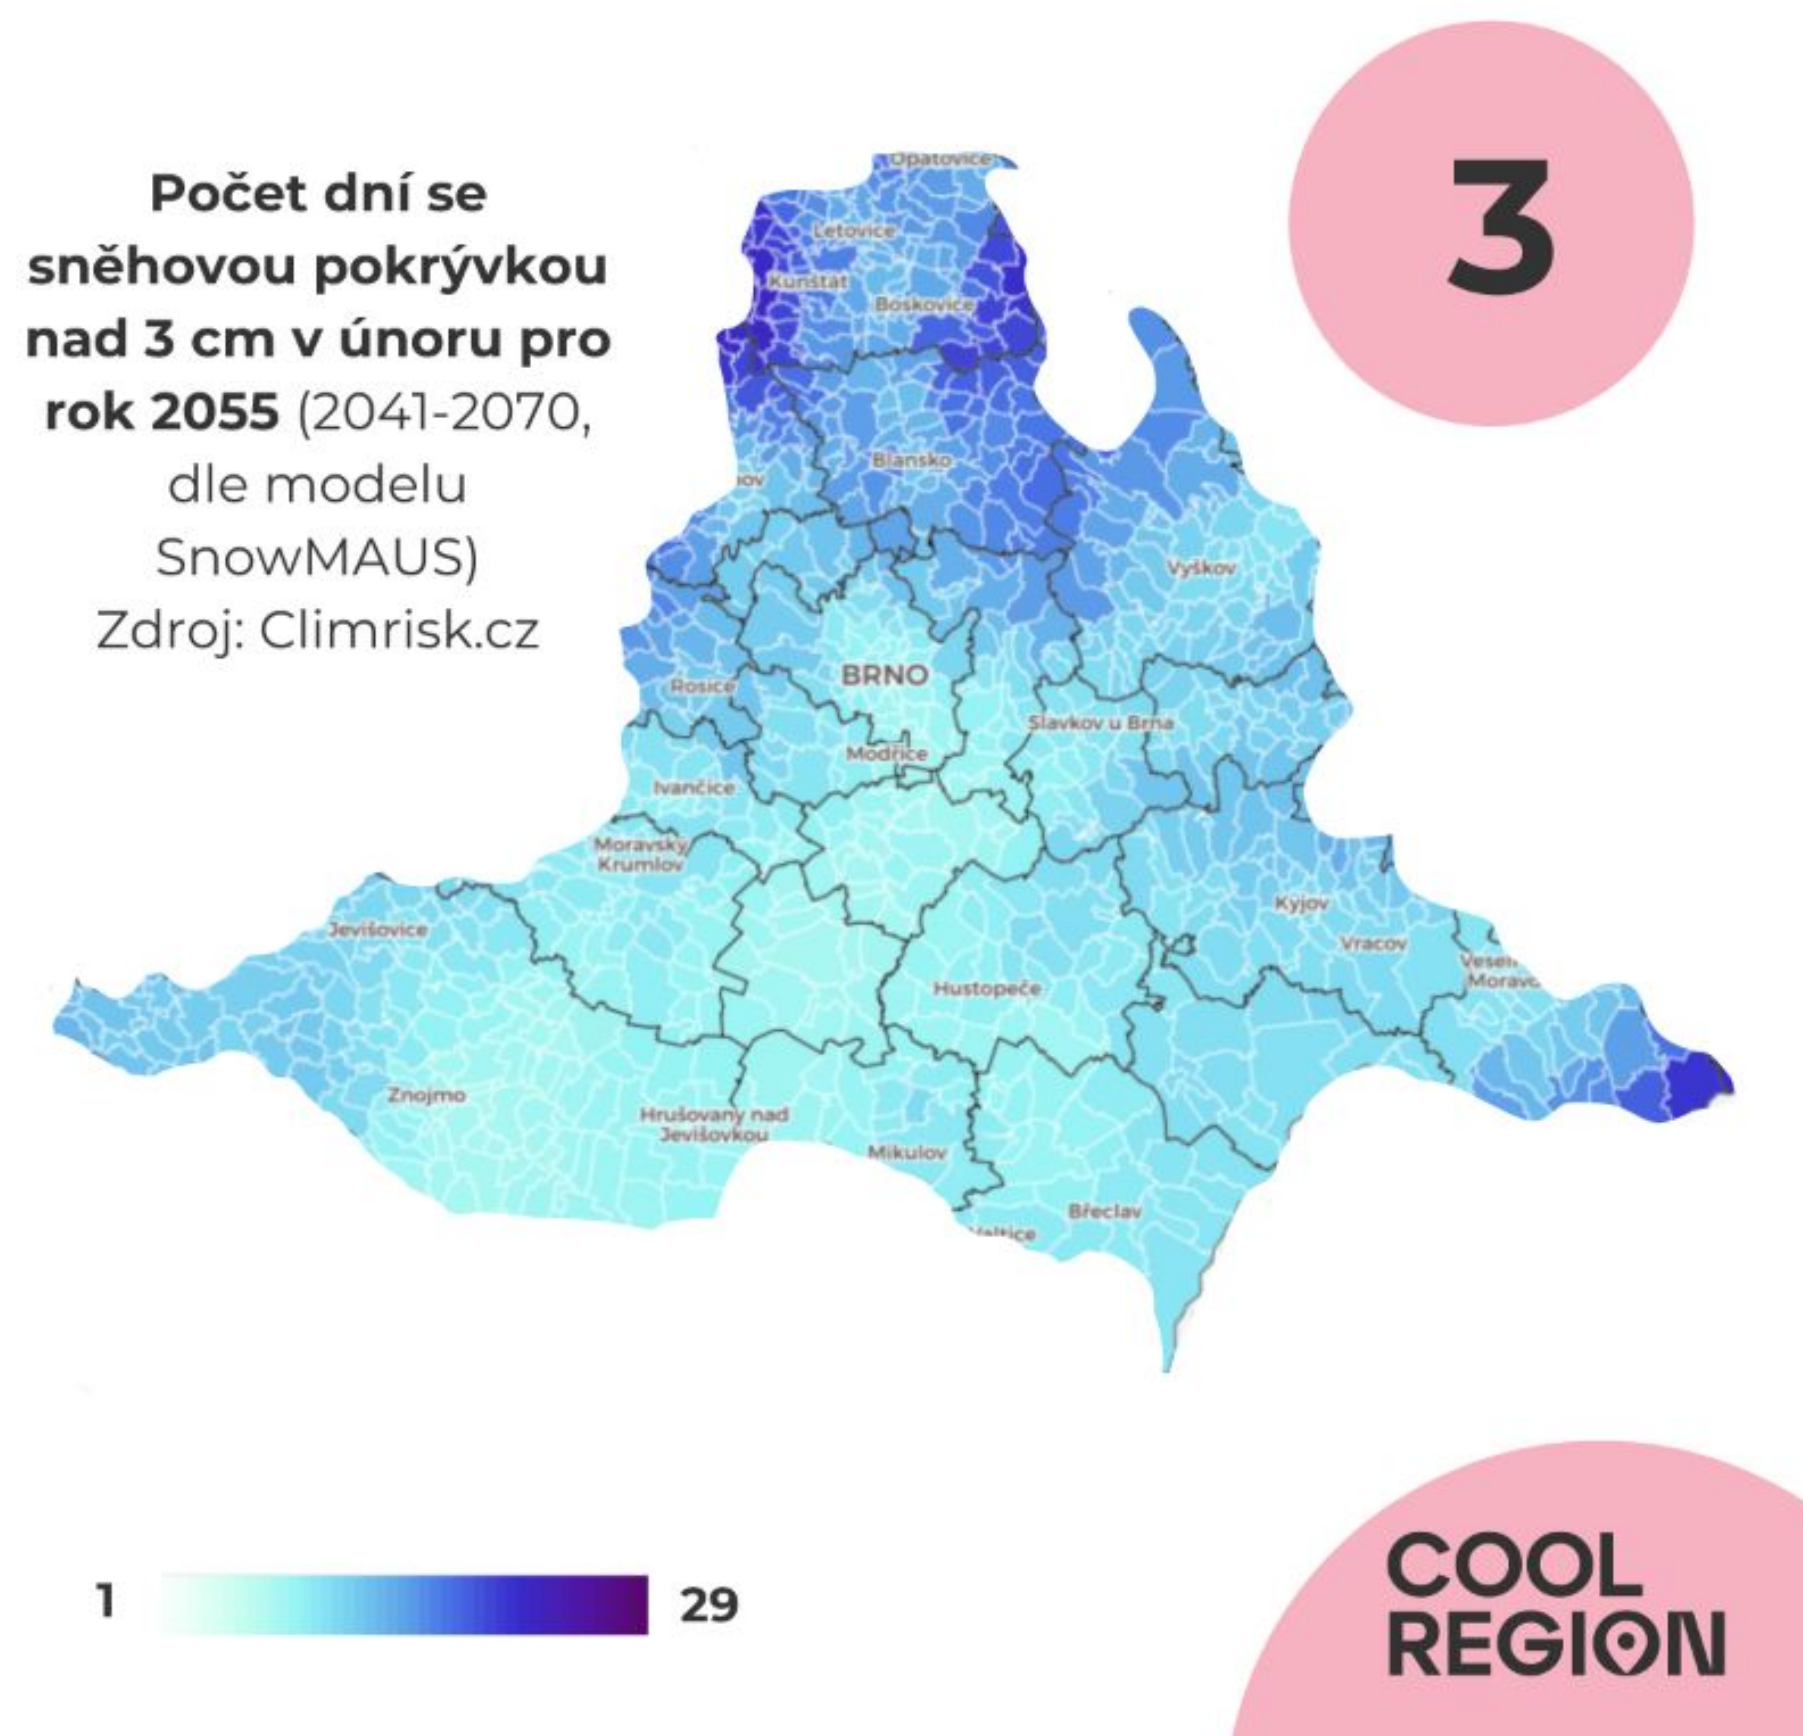 Počet dní se
sněhovou pokrývkou
nad 3 cm v únoru pro
rok 2055 (2041-2070,
dle modelu
SnowMAUS)
Zdroj: Climrisk.cz
3
Opatovice
Letovice
Kunštát
Boskovice
Blansko
Vyškov
BRNO
Rosice
Slavkov u Brna
Modřice
Ivančice
Moravský
Krumlov
Jevišovice
Kyjov
Vracov
Hustopeče
Znojmo
Hrušovany nad
Jevišovkou
Mikulov
Břeclav
1
29
COOL
REGION